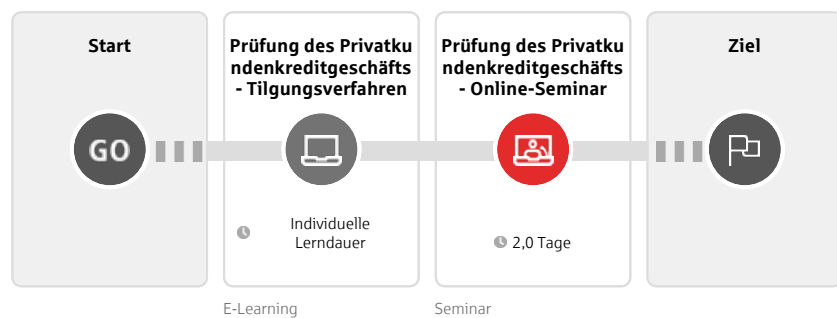 Start
GO
Prüfung des Privatku
ndenkreditgeschäfts
- Tilgungsverfahren
Individuelle
Lerndauer
E-Learning
Prüfung des Privatku
ndenkreditgeschäfts
- Online-Seminar
2,0 Tage
Seminar
Ziel